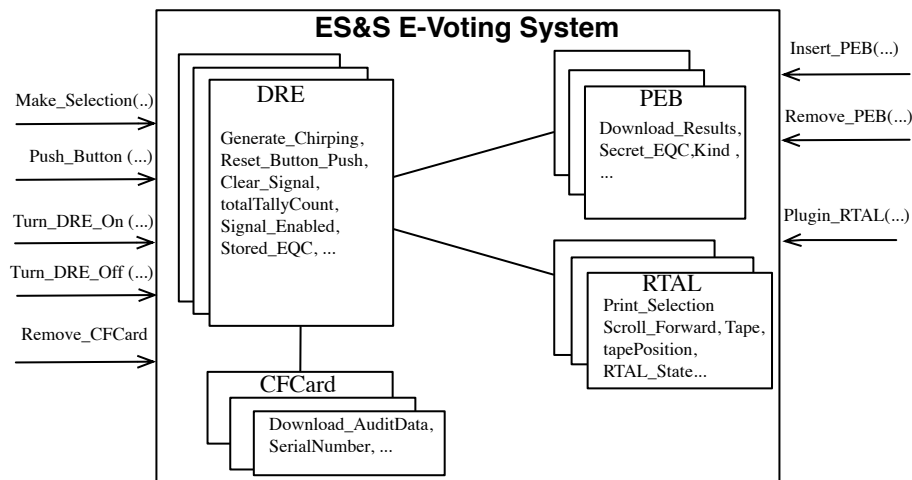 ES&S E-Voting System
Make_Selection(..)
Push_Button (...)
Turn_DRE_On (...)
Turn_DRE_Off (...)
Remove_CFCard
DRE
Generate_Chirping,
Reset_Button_Push,
Clear_Signal,
totalTallyCount,
Signal_Enabled,
Stored_EQC, ...
CFCard
Download_AuditData,
SerialNumber, ...
PEB
Download_Results,
Secret_EQC,Kind ,
...
RTAL
Print_Selection
Scroll_Forward, Tape,
tapePosition,
RTAL_State...
Insert_PEB(...)
Remove_PEB(...)
Plugin_RTAL(...)